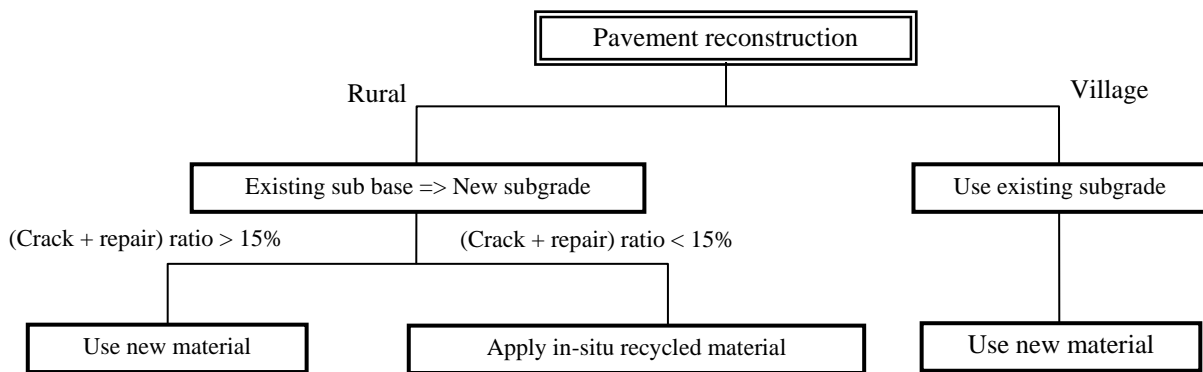 Pavement reconstruction
Rural
Village
Existing sub base => New subgrade
Use existing subgrade
(Crack + repair) ratio > 15%
(Crack + repair) ratio < 15%
Use new material
Apply in-situ recycled material
Use new material